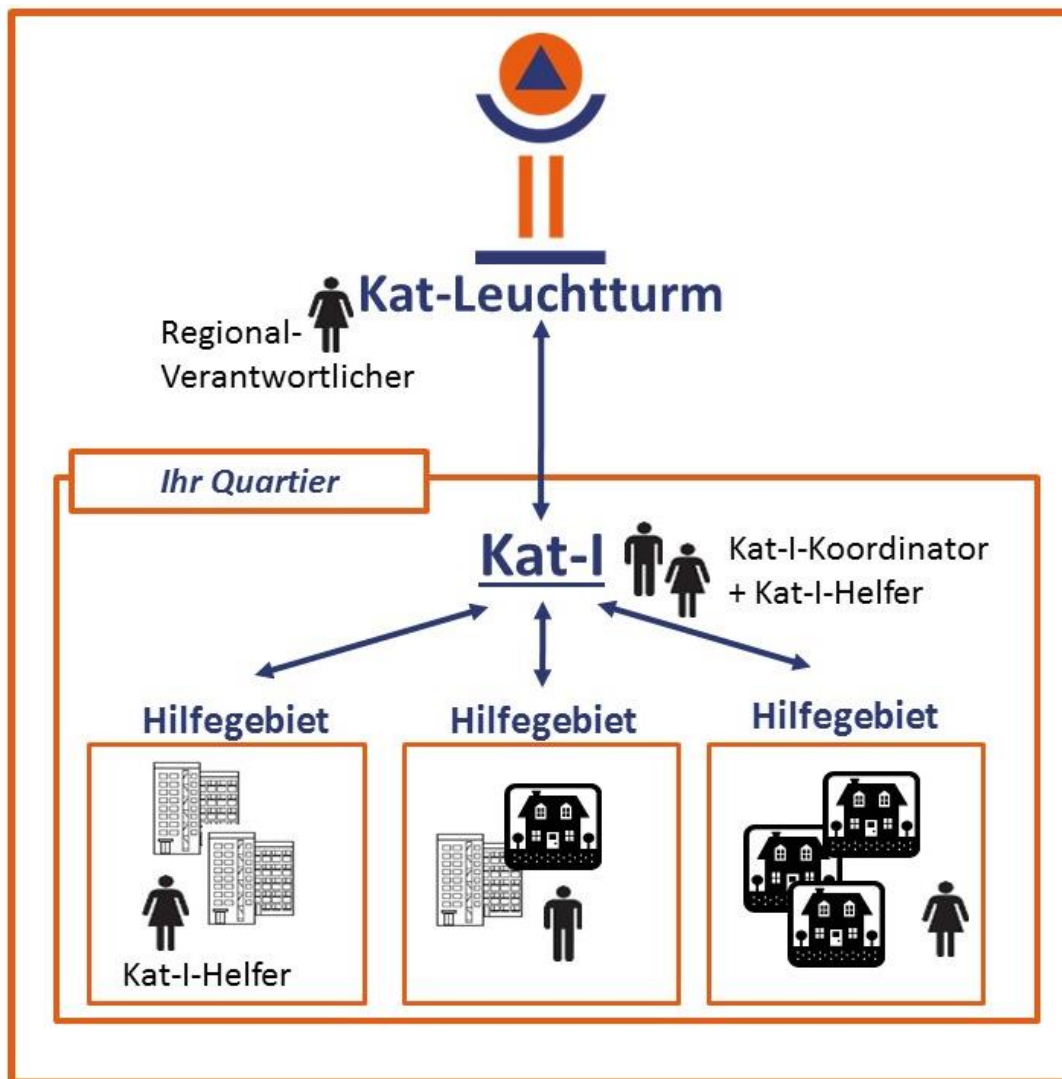 Kat-Leuchtturm
Regional-
Verantwortlicher
Ihr Quartier
Kat-I
Kat-I-Koordinator
+ Kat-I-Helfer
Hilfegebiet
Hilfegebiet
Hilfegebiet
Kat-I-Helfer